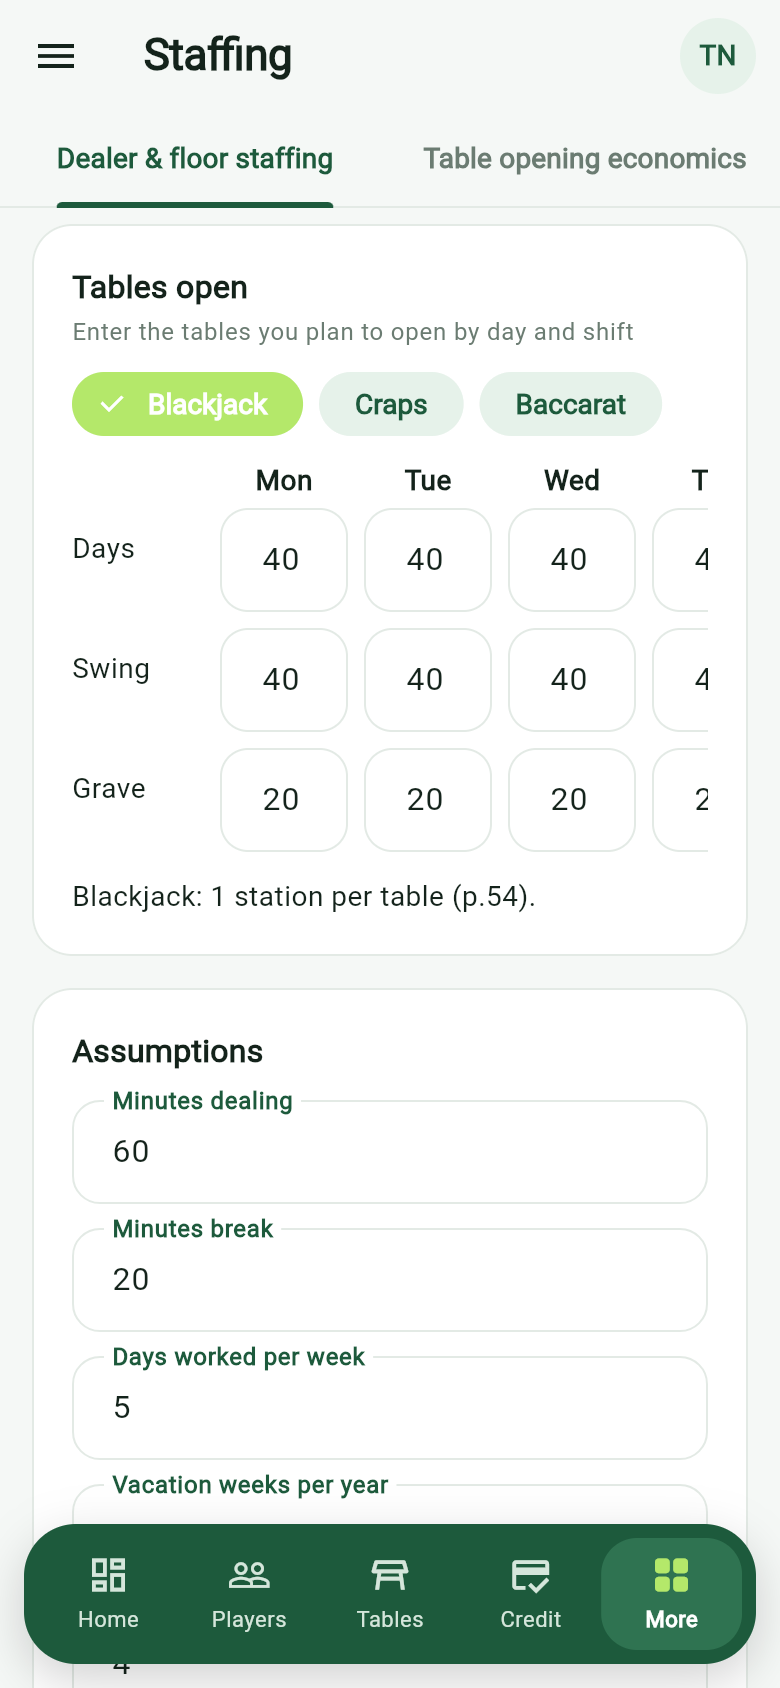 Staffing
TN
Dealer & floor staffing
Table opening economics
Tables open
Enter the tables you plan to open by day and shift
Blackjack
Craps
Baccarat
Mon Tue Wed T
Days 40 40 40 4
Swing 40 40 40 4
Grave 20 20 20 2
Blackjack: 1 station per table (p.54).
Assumptions
Minutes dealing
60
Minutes break
20
Days worked per week
5
Vacation weeks per year
Home Players Tables Credit More
4